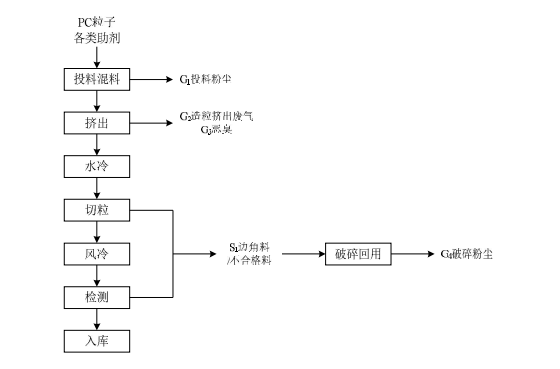 PC粒子
各类助剂
投料混料
G₁投料粉尘
挤出
G₂造粒挤出废气
G₃恶臭
水冷
切粒
S₁边角料
/不合格料
破碎回用
G₄破碎粉尘
风冷
检测
入库